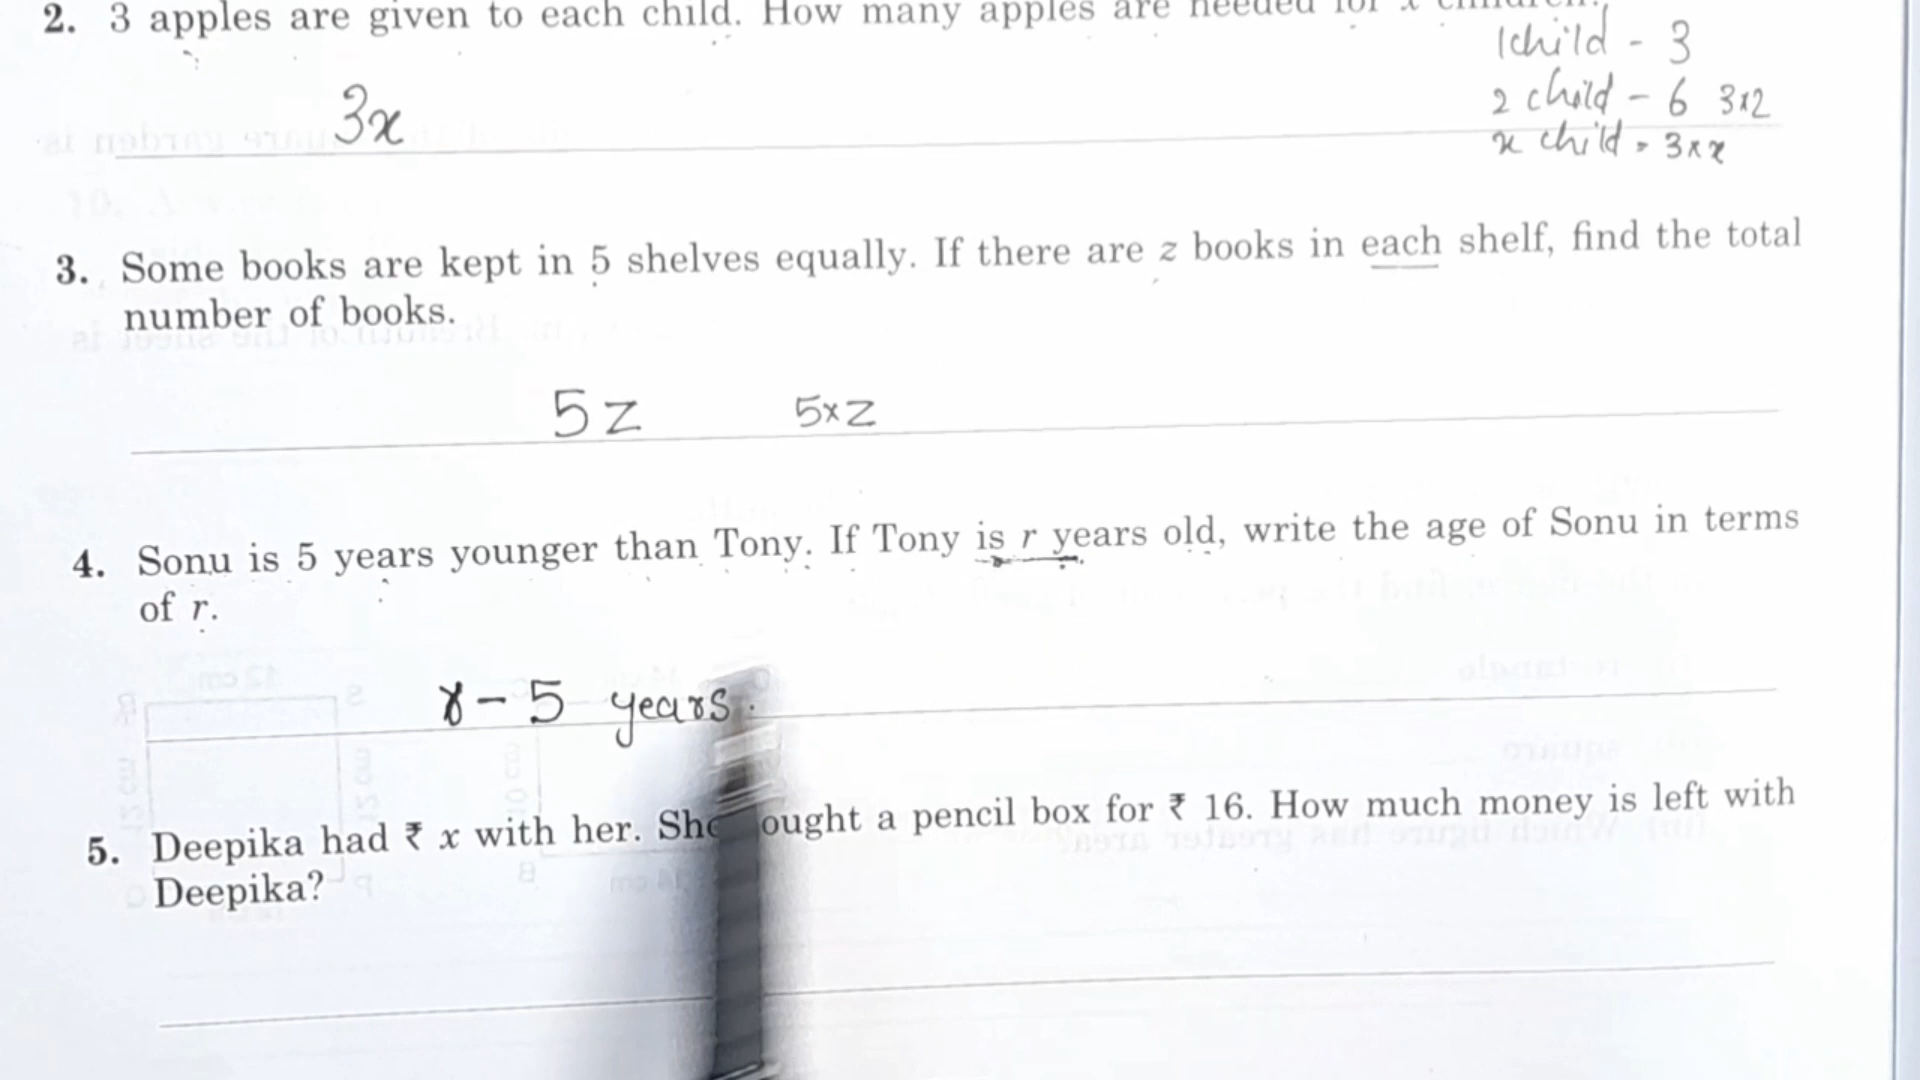 2. 3 apples are given to each child. How many apples are needed for x children?
1child - 3
3x
2 child - 6 3×2
x child = 3×x
3. Some books are kept in 5 shelves equally. If there are z books in each shelf, find the total
number of books.
5z 5×z
4. Sonu is 5 years younger than Tony. If Tony is r years old, write the age of Sonu in terms
of r.
r - 5 years.
5. Deepika had ₹ x with her. She ought a pencil box for ₹ 16. How much money is left with
Deepika?